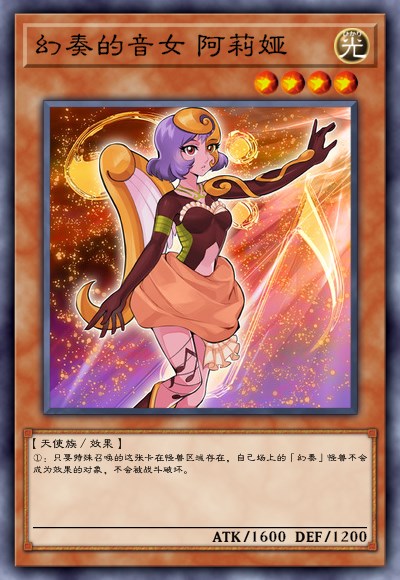 幻奏的音女 阿莉娅
光
【天使族／效果】
①：只要特殊召唤的这张卡在怪兽区域存在，自己场上的「幻奏」怪兽不会
成为效果的对象，不会被战斗破坏。
ATK/1600 DEF/1200